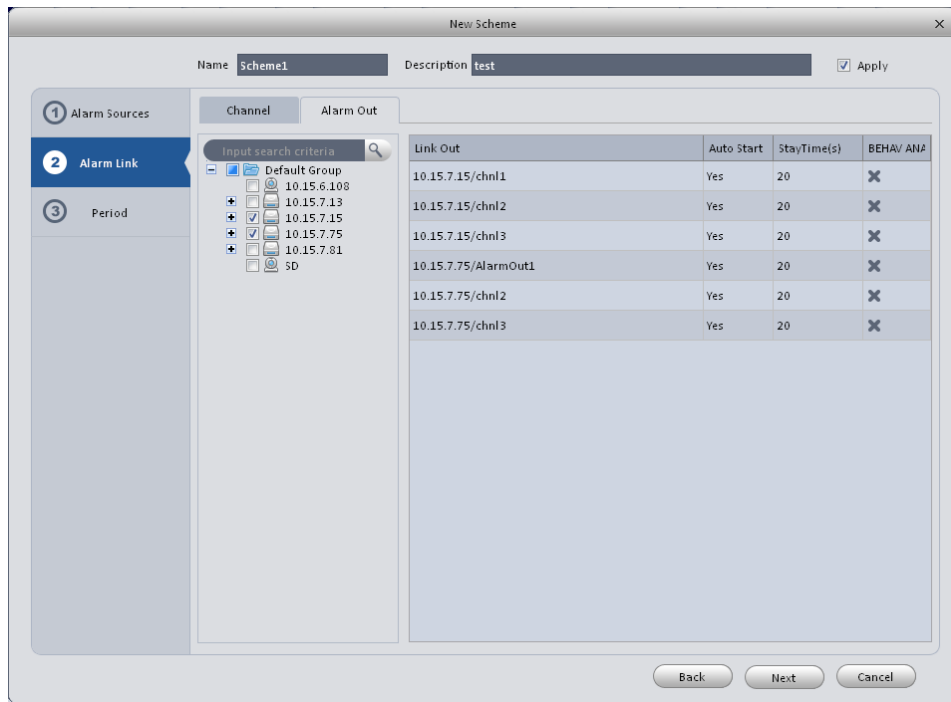 New Scheme
Name Scheme1 Description test Apply
1 Alarm Sources
2 Alarm Link
3 Period
Channel Alarm Out
Input search criteria
Default Group
10.15.6.108
10.15.7.13
10.15.7.15
10.15.7.75
10.15.7.81
SD
Link Out Auto Start StayTime(s) BEHAV ANA
10.15.7.15/chnl1 Yes 20
10.15.7.15/chnl2 Yes 20
10.15.7.15/chnl3 Yes 20
10.15.7.75/AlarmOut1 Yes 20
10.15.7.75/chnl2 Yes 20
10.15.7.75/chnl3 Yes 20
Back Next Cancel